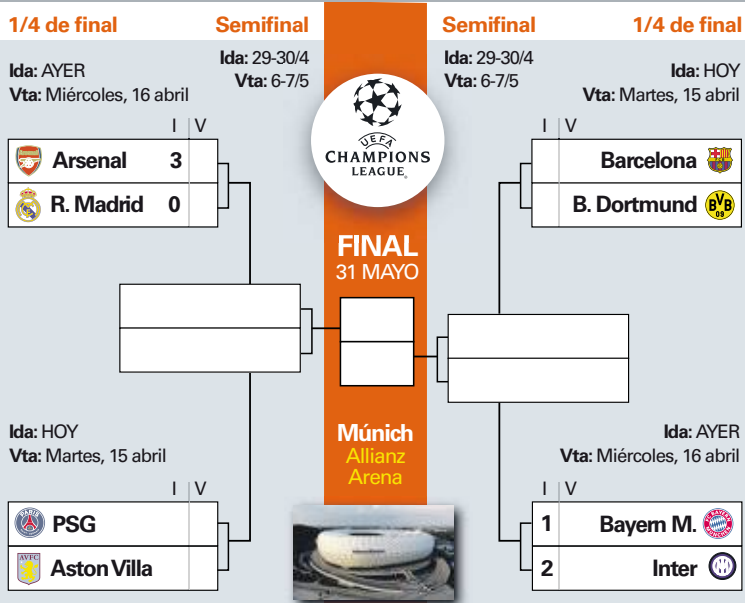 1/4 de final
Semifinal
Ida: 29-30/4
Vta: 6-7/5
Ida: AYER
Vta: Miércoles, 16 abril
I V
Arsenal 3
R. Madrid 0
Ida: HOY
Vta: Martes, 15 abril
I V
PSG
AVFC
Aston Villa
UEFA
CHAMPIONS
LEAGUE
FINAL
31 MAYO
Múnich
Allianz
Arena
Semifinal
1/4 de final
Ida: 29-30/4
Vta: 6-7/5
Ida: HOY
Vta: Martes, 15 abril
I V
Barcelona
B. Dortmund
BVB
09
Ida: AYER
Vta: Miércoles, 16 abril
I V
1 Bayern M.
2 Inter